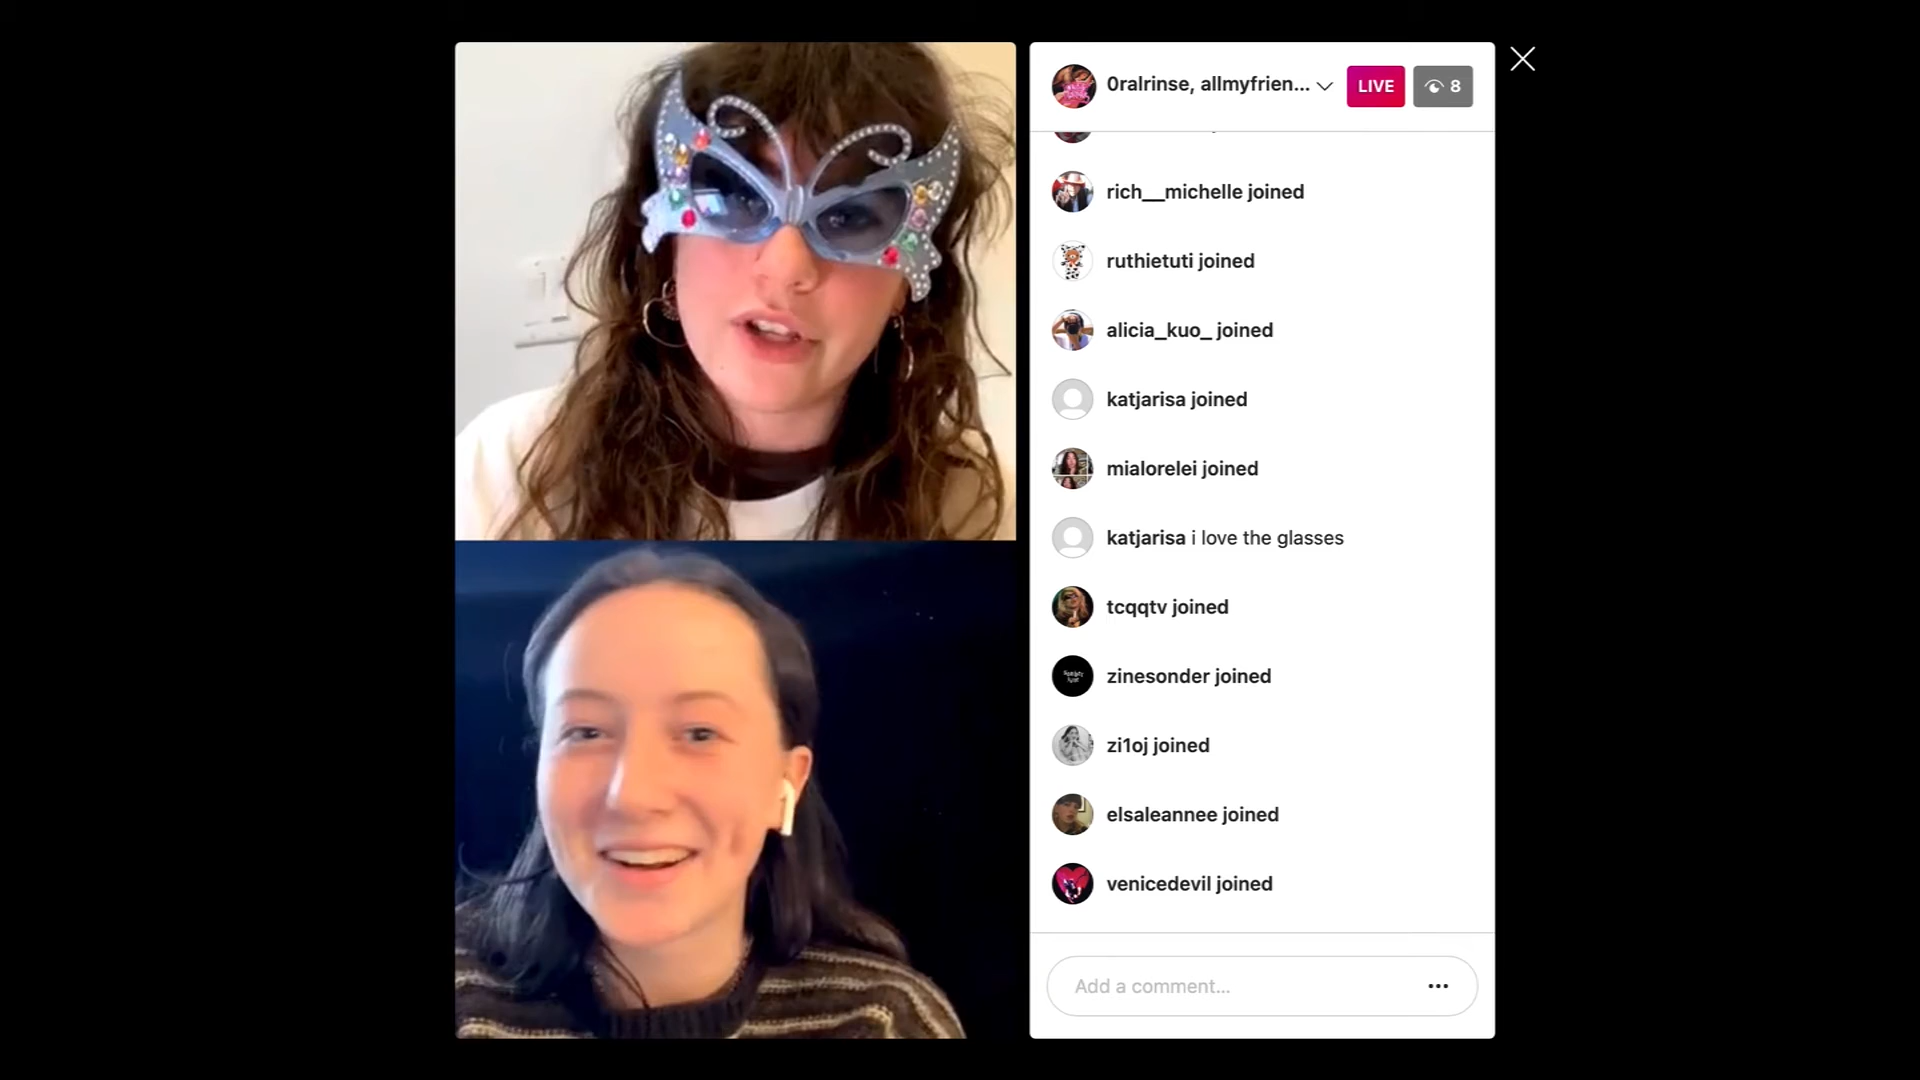 0ralrinse, allmyfrien...
LIVE
8
rich__michelle joined
ruthietuti joined
alicia_kuo_ joined
katjarisa joined
mialorelei joined
katjarisa i love the glasses
tcqqtv joined
zinesonder joined
zi1oj joined
elsaleannee joined
venicedevil joined
Add a comment...